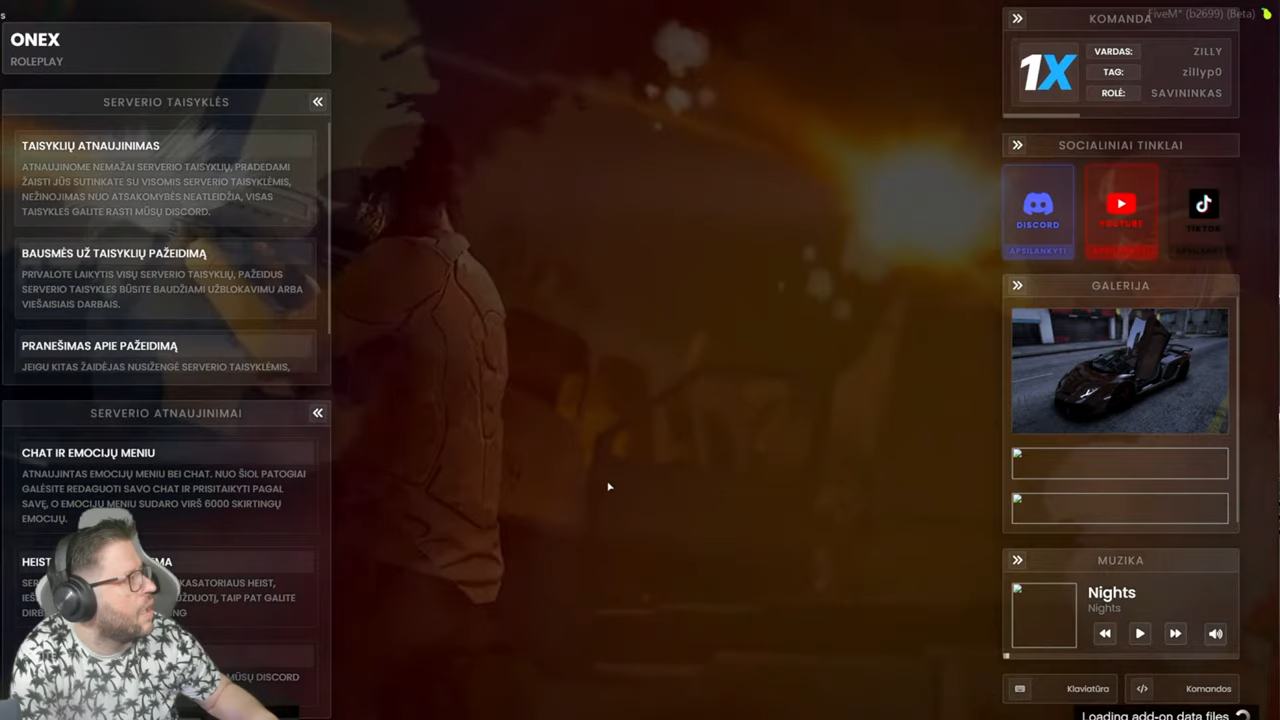 s
ONEX
ROLEPLAY
SERVERIO TAISYKLĖS
TAISYKLIŲ ATNAUJINIMAS
ATNAUJINOME NEMAŽAI SERVERIO TAISYKLIŲ, PRADEDAMI
ŽAISTI JŪS SUTINKATE SU VISOMIS SERVERIO TAISYKLĖMIS,
NEŽINOJIMAS NUO ATSAKOMYBĖS NEATLEIDŽIA, VISAS
TAISYKLES GALITE RASTI MŪSŲ DISCORD.
BAUSMĖS UŽ TAISYKLIŲ PAŽEIDIMĄ
PRIVALOTE LAIKYTIS VISŲ SERVERIO TAISYKLIŲ, PAŽEIDUS
SERVERIO TAISYKLES BŪSITE BAUDŽIAMI UŽBLOKAVIMU ARBA
VIEŠAISIAIS DARBAIS.
PRANEŠIMAS APIE PAŽEIDIMĄ
JEIGU KITAS ŽAIDĖJAS NUSIŽENGĖ SERVERIO TAISYKLĖMIS,
SERVERIO ATNAUJINIMAI
CHAT IR EMOCIJŲ MENIU
ATNAUJINTAS EMOCIJŲ MENIU BEI CHAT. NUO ŠIOL PATOGIAI
GALĖSITE REDAGUOTI SAVO CHAT IR PRISITAIKYTI PAGAL
SAVĘ, O EMOCIJŲ MENIU SUDARO VIRŠ 6000 SKIRTINGŲ
EMOCIJŲ.
HEIST
KASATORIAUS HEIST,
MŪSŲ DISCORD
FiveM* (b2699) (Beta)
KOMANDA
1X
VARDAS: ZILLY
TAG: zillyp0
ROLĖ: SAVININKAS
SOCIALINIAI TINKLAI
DISCORD
APSILANKYTI
YOUTUBE
APSILANKYTI
TIKTOK
APSILANKYTI
GALERIJA
MUZIKA
Nights
Nights
Klaviatūra
Komandos
Loading add-on data files